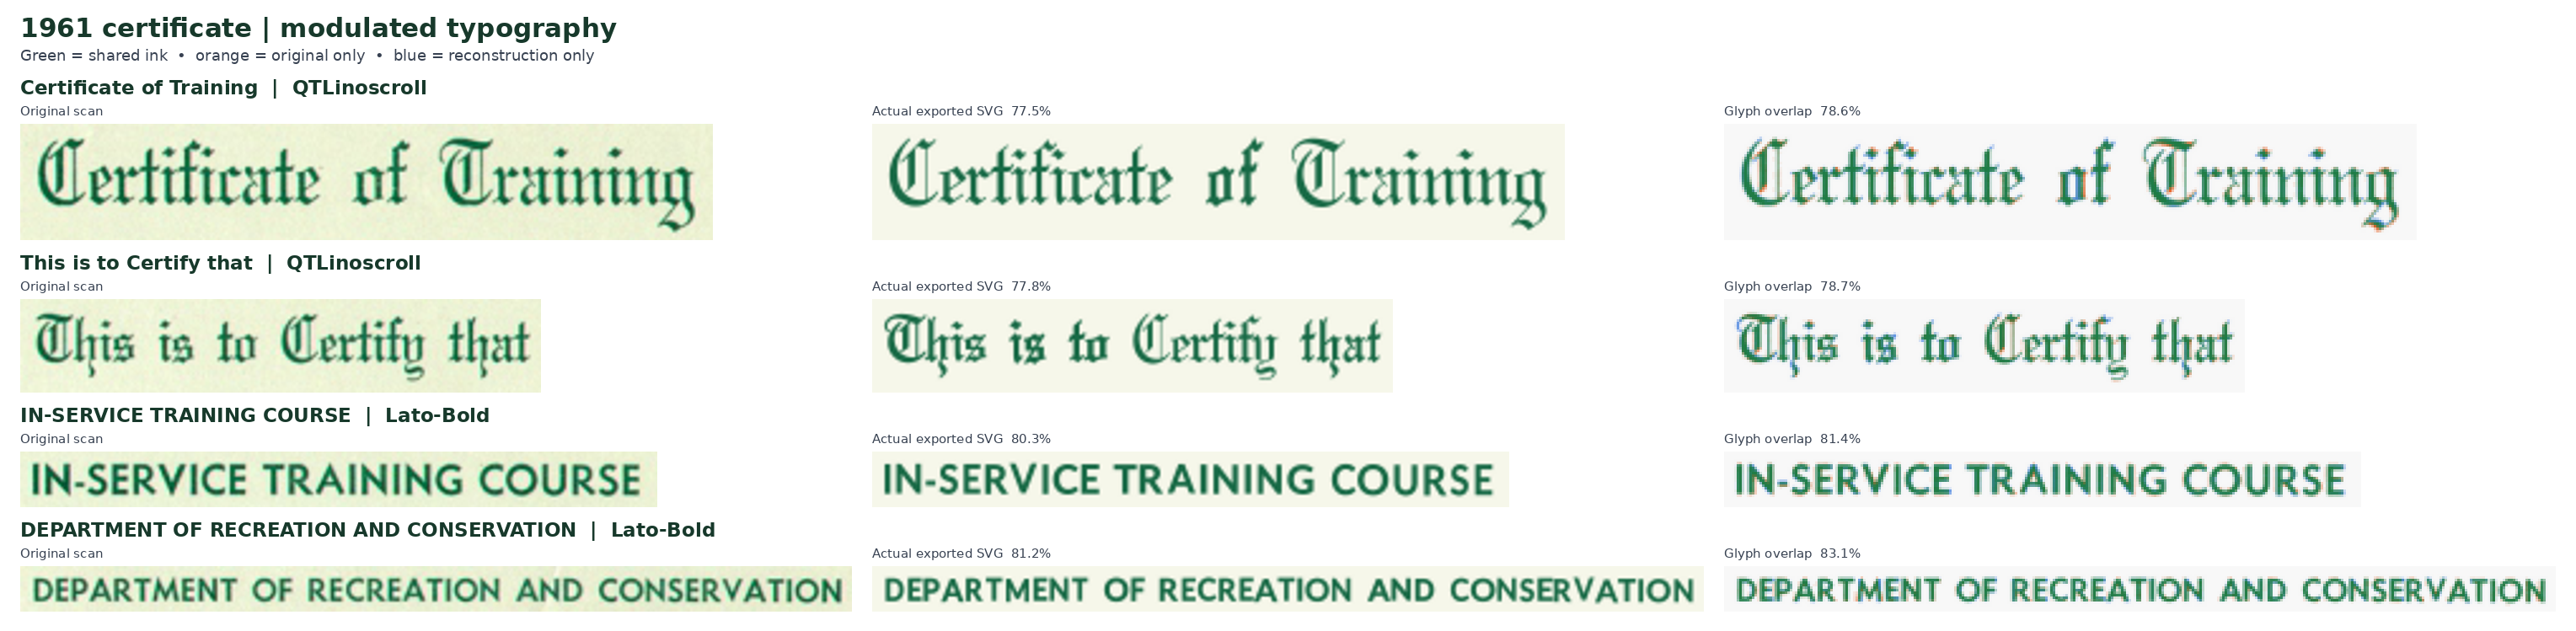 1961 certificate | modulated typography
Green = shared ink • orange = original only • blue = reconstruction only
Certificate of Training | QTLinoscroll
Original scan
Actual exported SVG 77.5%
Glyph overlap 78.6%
Certificate of Training
Certificate of Training
Certificate of Training
This is to Certify that | QTLinoscroll
Original scan
Actual exported SVG 77.8%
Glyph overlap 78.7%
This is to Certify that
This is to Certify that
This is to Certify that
IN-SERVICE TRAINING COURSE | Lato-Bold
Original scan
Actual exported SVG 80.3%
Glyph overlap 81.4%
IN-SERVICE TRAINING COURSE
IN-SERVICE TRAINING COURSE
IN-SERVICE TRAINING COURSE
DEPARTMENT OF RECREATION AND CONSERVATION | Lato-Bold
Original scan
Actual exported SVG 81.2%
Glyph overlap 83.1%
DEPARTMENT OF RECREATION AND CONSERVATION
DEPARTMENT OF RECREATION AND CONSERVATION
DEPARTMENT OF RECREATION AND CONSERVATION